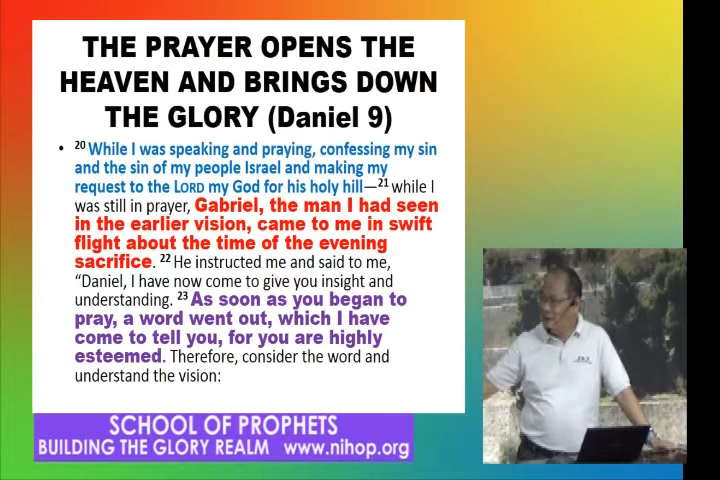 THE PRAYER OPENS THE
HEAVEN AND BRINGS DOWN
THE GLORY (Daniel 9)
• 20 While I was speaking and praying, confessing my sin
and the sin of my people Israel and making my
request to the LORD my God for his holy hill—21 while I
was still in prayer, Gabriel, the man I had seen
in the earlier vision, came to me in swift
flight about the time of the evening
sacrifice. 22 He instructed me and said to me,
“Daniel, I have now come to give you insight and
understanding. 23 As soon as you began to
pray, a word went out, which I have
come to tell you, for you are highly
esteemed. Therefore, consider the word and
understand the vision:
SCHOOL OF PROPHETS
BUILDING THE GLORY REALM www.nihop.org